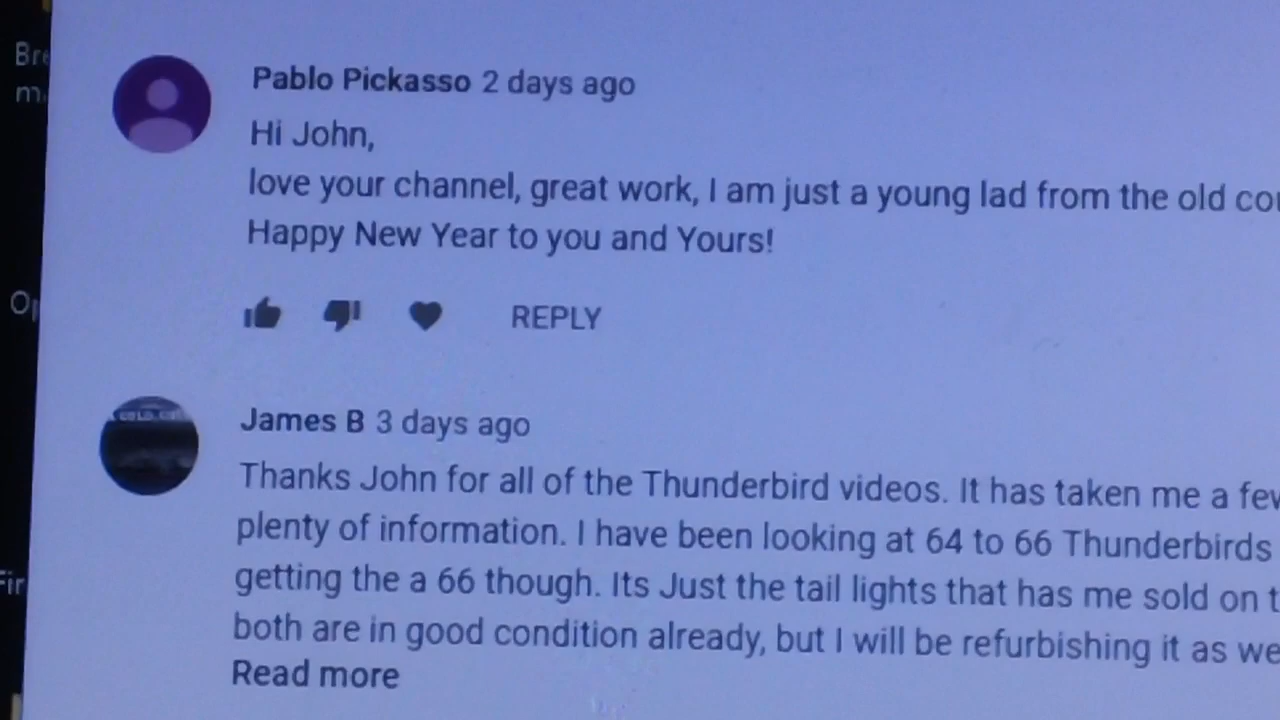 Pablo Pickasso 2 days ago
Hi John,
love your channel, great work, I am just a young lad from the old
Happy New Year to you and Yours!
REPLY
James B 3 days ago
Thanks John for all of the Thunderbird videos. It has taken me a
plenty of information. I have been looking at 64 to 66 Thunderbirds
getting the a 66 though. Its Just the tail lights that has me sold on
both are in good condition already, but I will be refurbishing it as
Read more